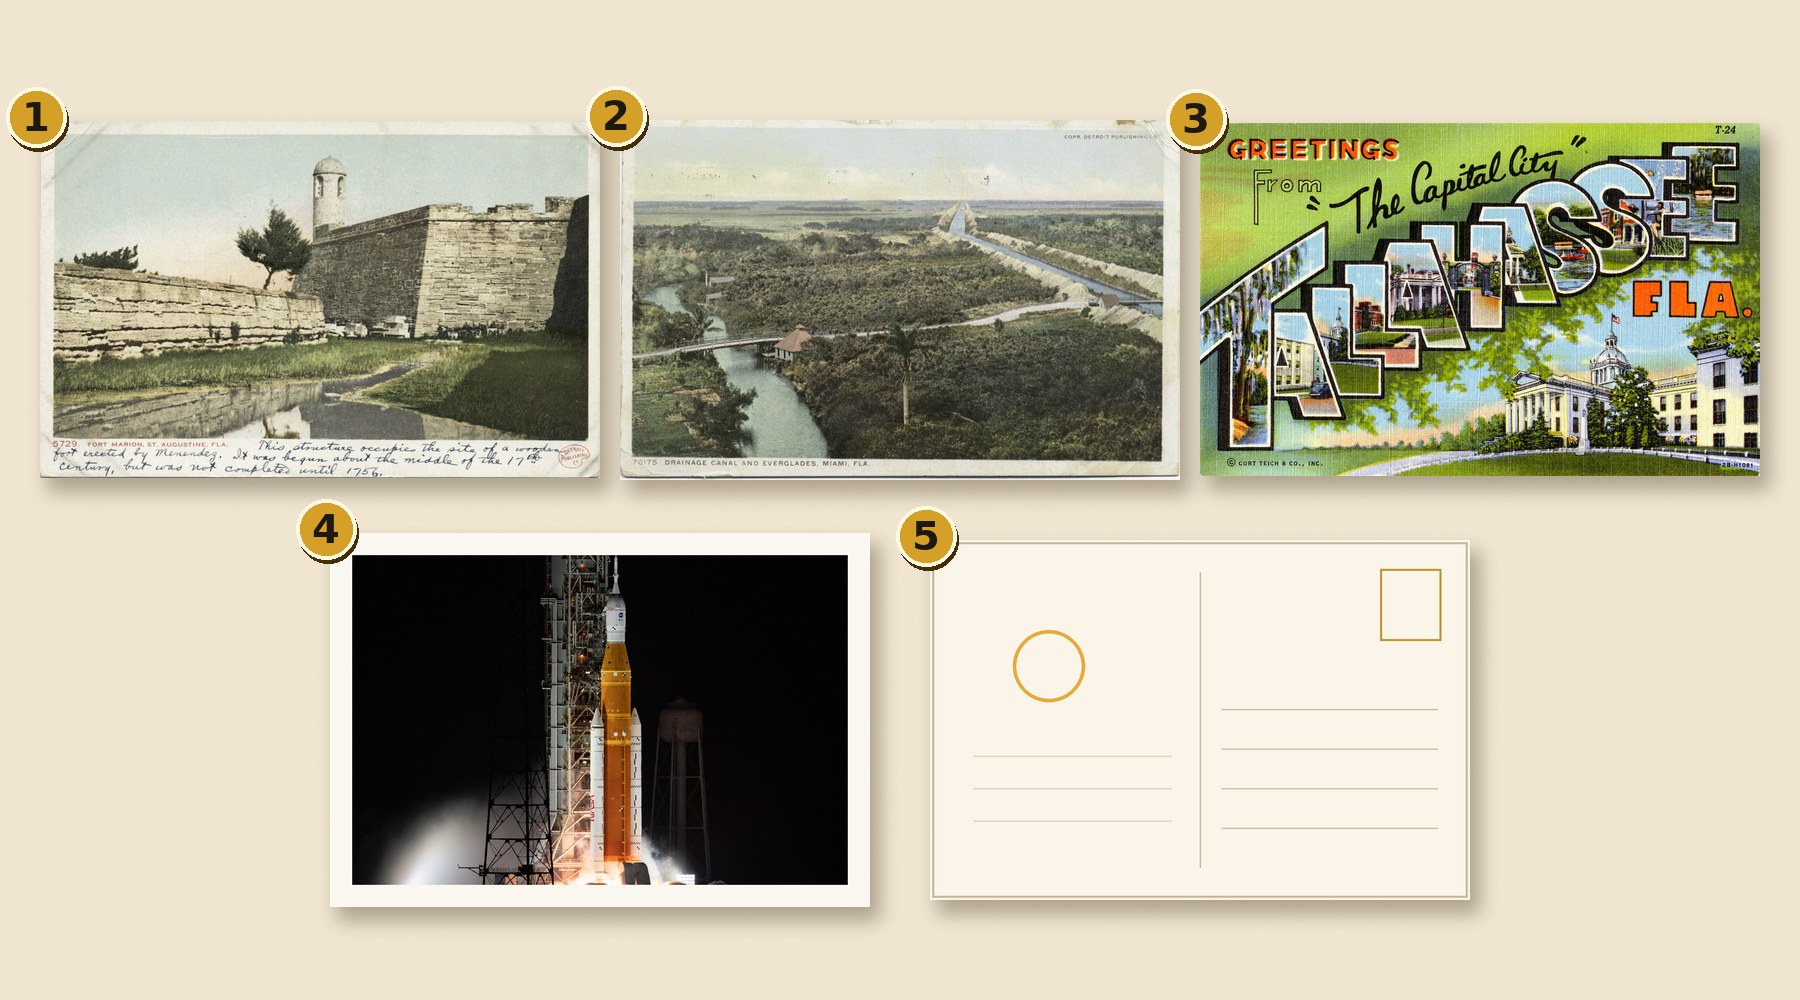 1
5729. FORT MARION, ST. AUGUSTINE, FLA.
This structure occupies the site of a wooden
fort erected by Menendez. It was begun about the middle of the 17th
Century, but was not completed until 1756.
2
COPR. DETROIT PUBLISHING
70175 DRAINAGE CANAL AND EVERGLADES, MIAMI, FLA.
3
T-24
GREETINGS
From
"The Capital City"
TALLAHASSEE
FLA.
© CURT TEICH & CO., INC.
2B-H1091
4
5